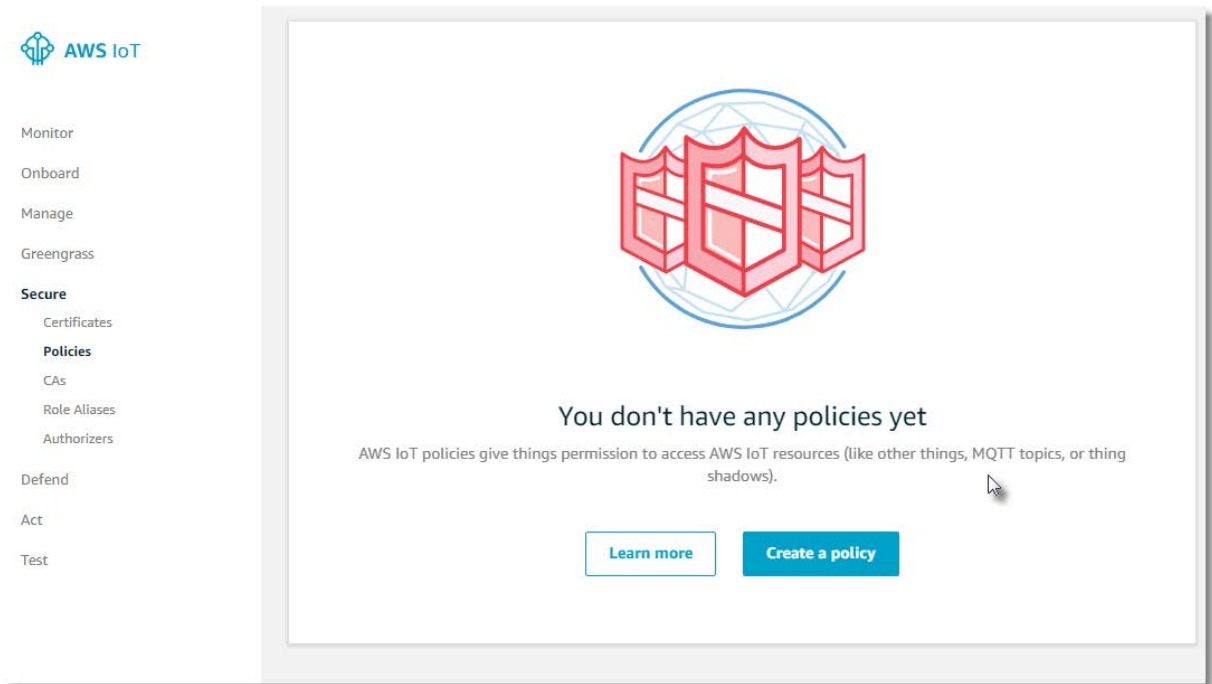 AWS IoT
Monitor
Onboard
Manage
Greengrass
Secure
Certificates
Policies
CAs
Role Aliases
Authorizers
Defend
Act
Test
You don't have any policies yet
AWS IoT policies give things permission to access AWS IoT resources (like other things, MQTT topics, or thing
shadows).
Learn more
Create a policy